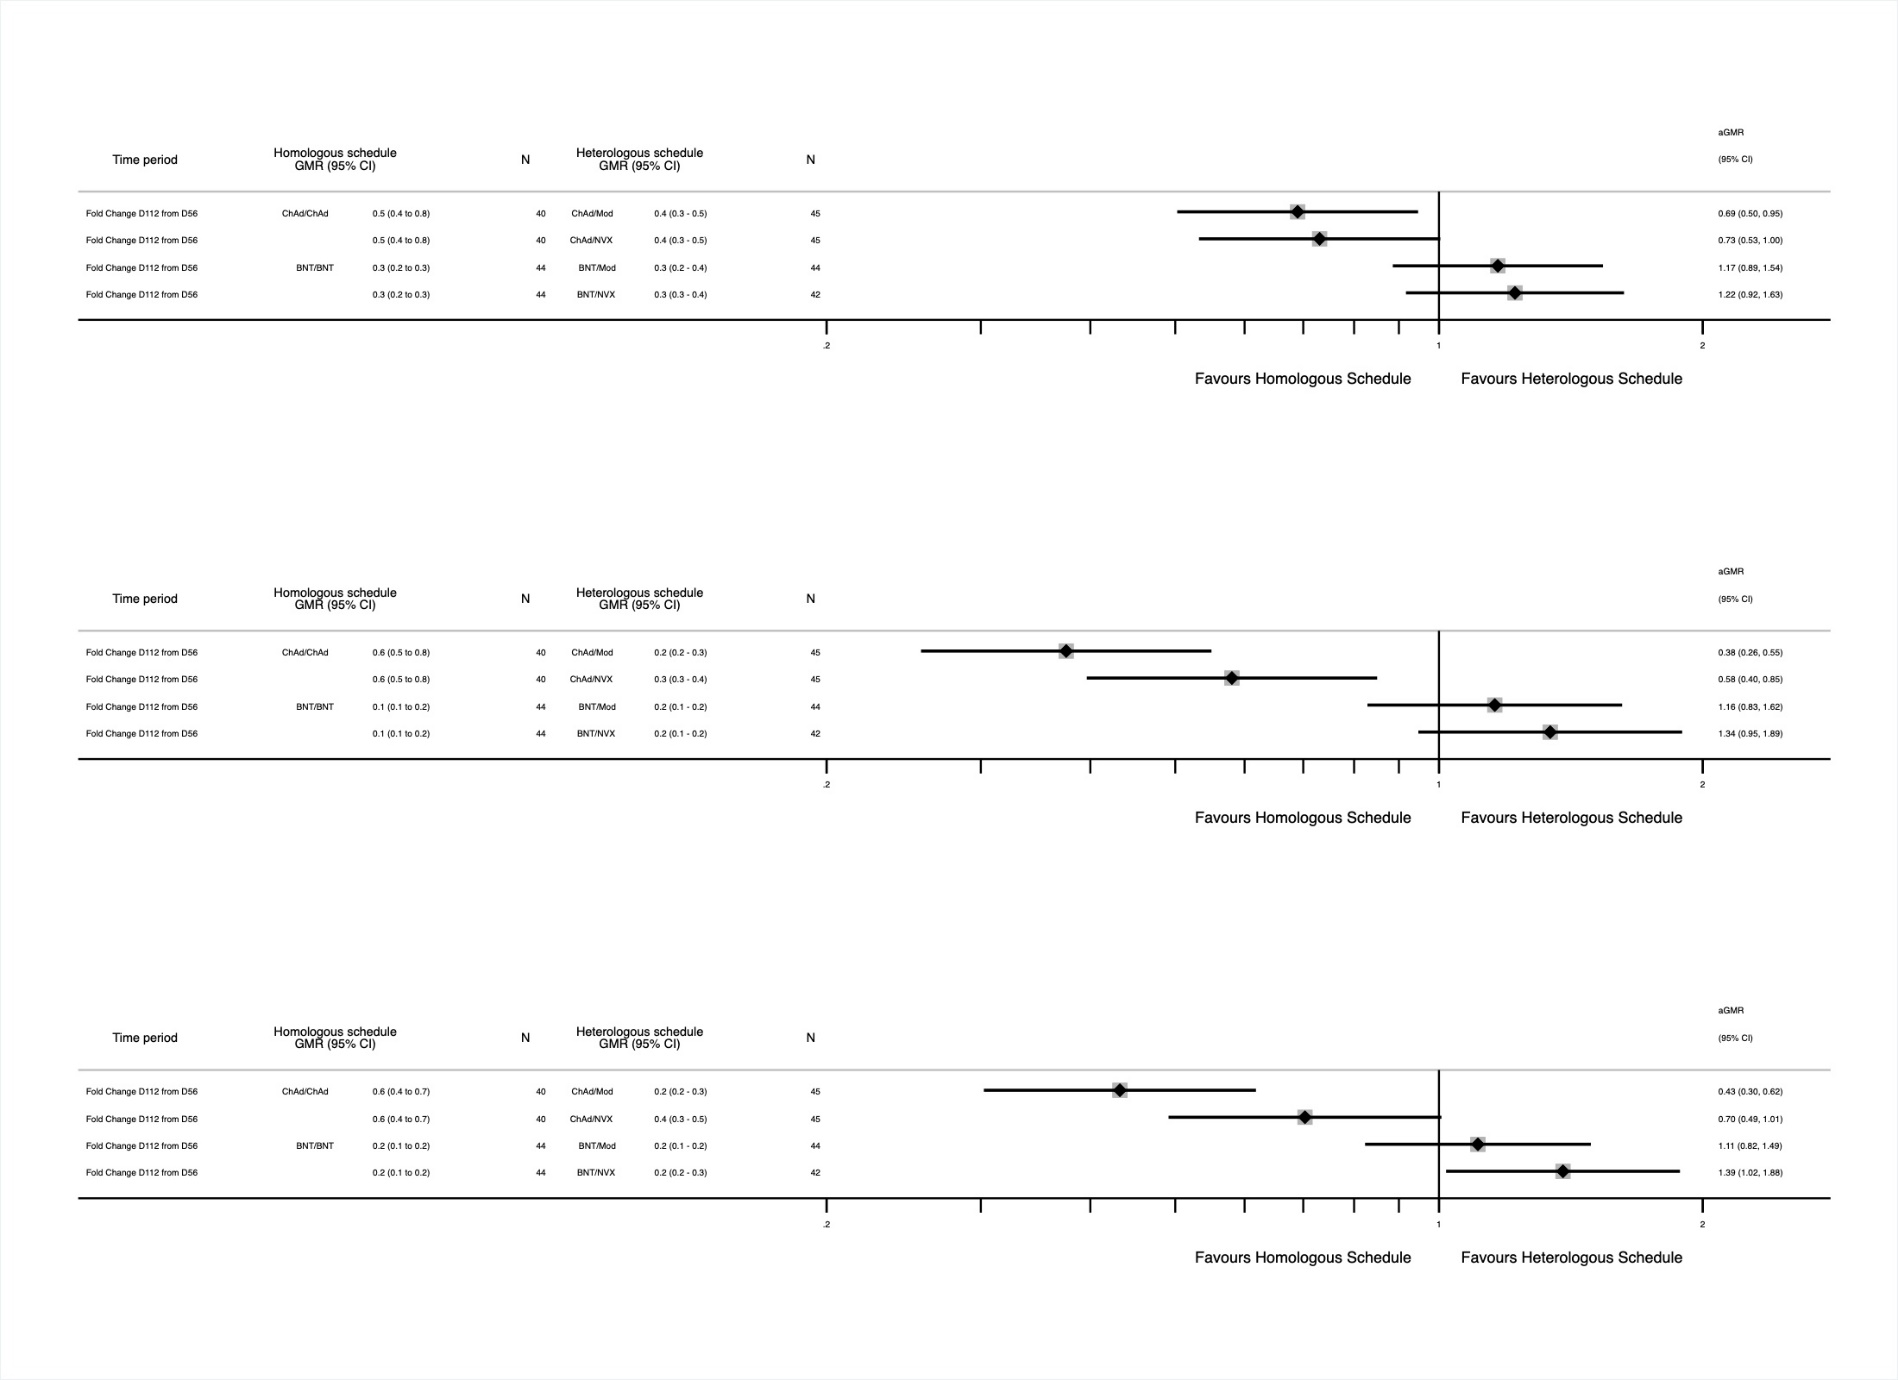 aGMR
Time period Homologous schedule GMR (95% CI) N Heterologous schedule GMR (95% CI) N (95% CI)
Fold Change D112 from D56 ChAd/ChAd 0.5 (0.4 to 0.8) 40 ChAd/Mod 0.4 (0.3 - 0.5) 45 0.69 (0.50, 0.95)
Fold Change D112 from D56 0.5 (0.4 to 0.8) 40 ChAd/NVX 0.4 (0.3 - 0.5) 45 0.73 (0.53, 1.00)
Fold Change D112 from D56 BNT/BNT 0.3 (0.2 to 0.3) 44 BNT/Mod 0.3 (0.2 - 0.4) 44 1.17 (0.89, 1.54)
Fold Change D112 from D56 0.3 (0.2 to 0.3) 44 BNT/NVX 0.3 (0.3 - 0.4) 42 1.22 (0.92, 1.63)
.2 1 2
Favours Homologous Schedule Favours Heterologous Schedule
aGMR
Time period Homologous schedule GMR (95% CI) N Heterologous schedule GMR (95% CI) N (95% CI)
Fold Change D112 from D56 ChAd/ChAd 0.6 (0.5 to 0.8) 40 ChAd/Mod 0.2 (0.2 - 0.3) 45 0.38 (0.26, 0.55)
Fold Change D112 from D56 0.6 (0.5 to 0.8) 40 ChAd/NVX 0.3 (0.3 - 0.4) 45 0.58 (0.40, 0.85)
Fold Change D112 from D56 BNT/BNT 0.1 (0.1 to 0.2) 44 BNT/Mod 0.2 (0.1 - 0.2) 44 1.16 (0.83, 1.62)
Fold Change D112 from D56 0.1 (0.1 to 0.2) 44 BNT/NVX 0.2 (0.1 - 0.2) 42 1.34 (0.95, 1.89)
.2 1 2
Favours Homologous Schedule Favours Heterologous Schedule
aGMR
Time period Homologous schedule GMR (95% CI) N Heterologous schedule GMR (95% CI) N (95% CI)
Fold Change D112 from D56 ChAd/ChAd 0.6 (0.4 to 0.7) 40 ChAd/Mod 0.2 (0.2 - 0.3) 45 0.43 (0.30, 0.62)
Fold Change D112 from D56 0.6 (0.4 to 0.7) 40 ChAd/NVX 0.4 (0.3 - 0.5) 45 0.70 (0.49, 1.01)
Fold Change D112 from D56 BNT/BNT 0.2 (0.1 to 0.2) 44 BNT/Mod 0.2 (0.1 - 0.2) 44 1.11 (0.82, 1.49)
Fold Change D112 from D56 0.2 (0.1 to 0.2) 44 BNT/NVX 0.2 (0.2 - 0.3) 42 1.39 (1.02, 1.88)
.2 1 2
Favours Homologous Schedule Favours Heterologous Schedule